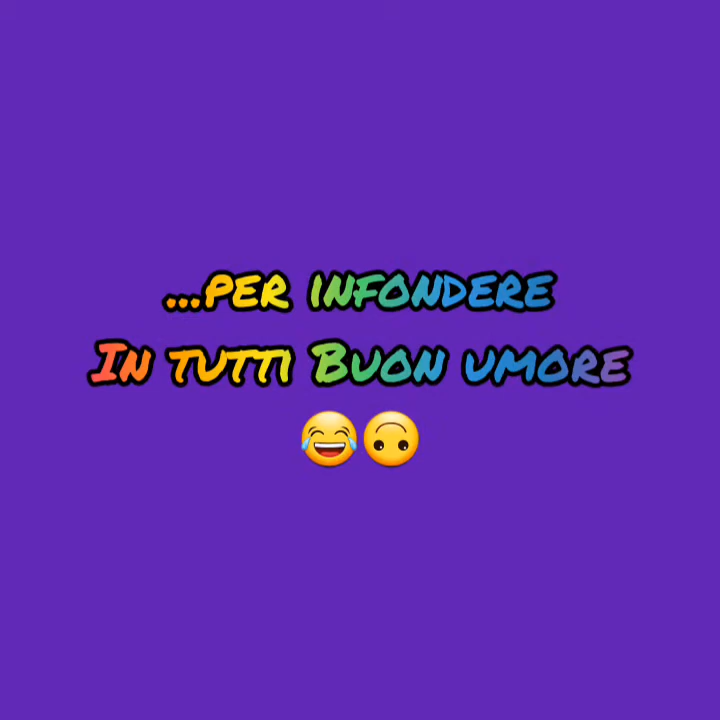 ...PER INFONDERE
IN TUTTI BUON UMORE
😂🙃